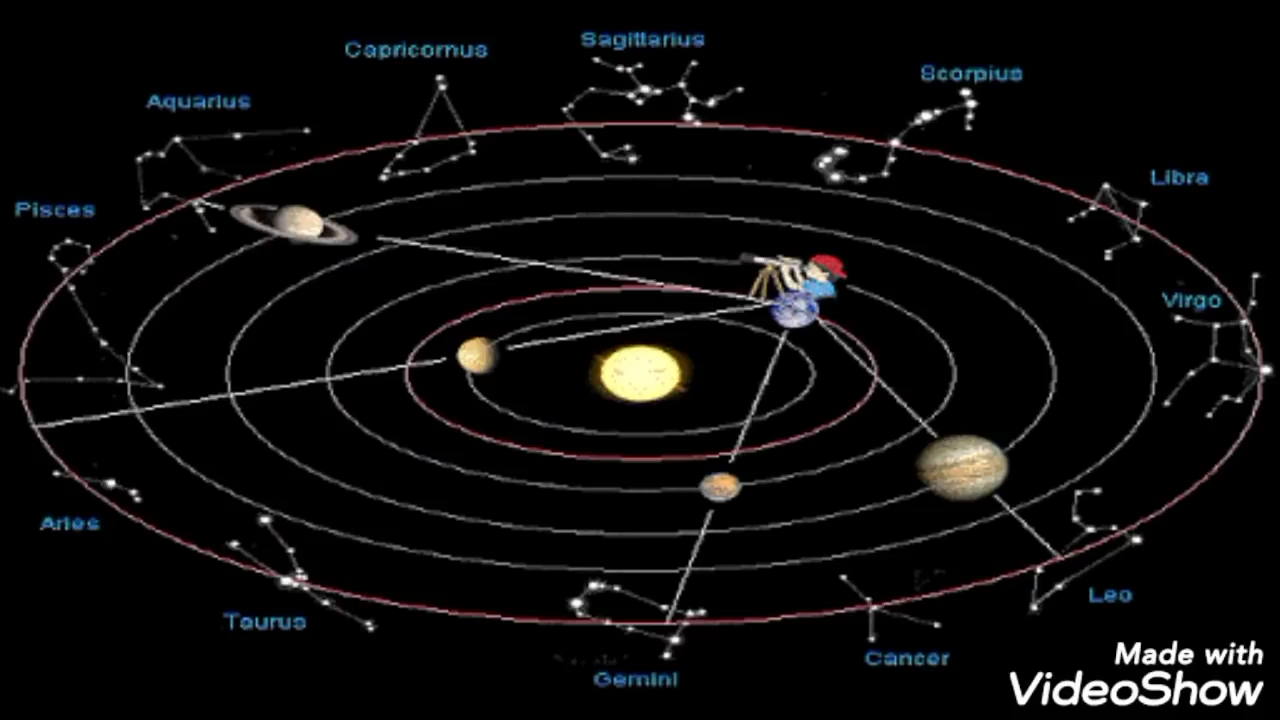 Sagittarius
Capricornus
Scorpius
Aquarius
Libra
Pisces
Virgo
Aries
Leo
Taurus
Cancer
Gemini
Made with
VideoShow